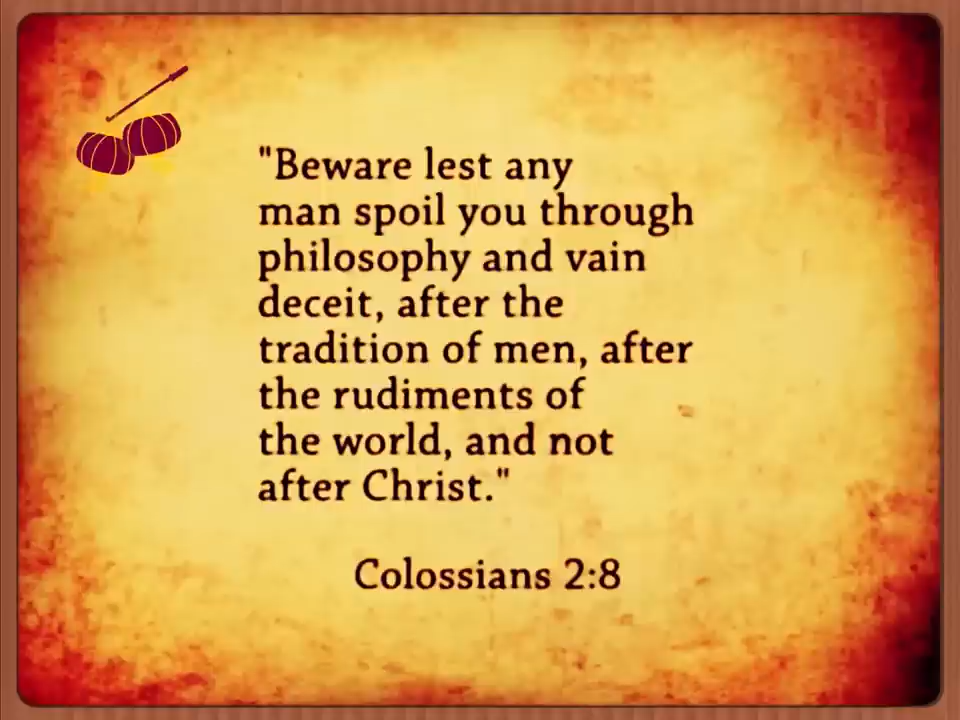 "Beware lest any
man spoil you through
philosophy and vain
deceit, after the
tradition of men, after
the rudiments of
the world, and not
after Christ."
Colossians 2:8